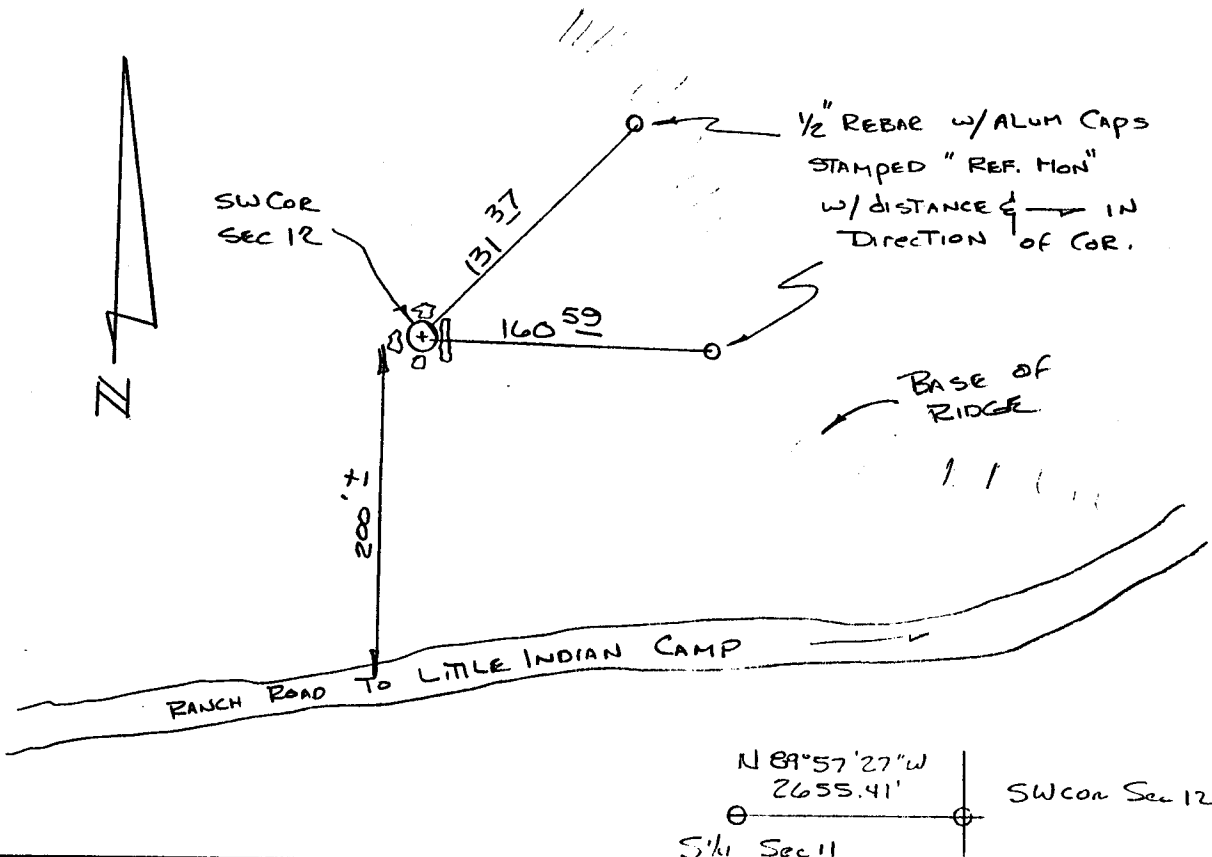 1/2" REBAR W/ALUM CAPS
STAMPED "REF. MON"
W/ DISTANCE & → IN
DIRECTION OF COR.
SW COR
SEC 12
131 37
160 59
N
BASE OF
RIDGE
200' ±
RANCH ROAD TO LITTLE INDIAN CAMP
N 89°57'27"W
2655.41'
SW COR Sec 12
S 1/4 Sec 11